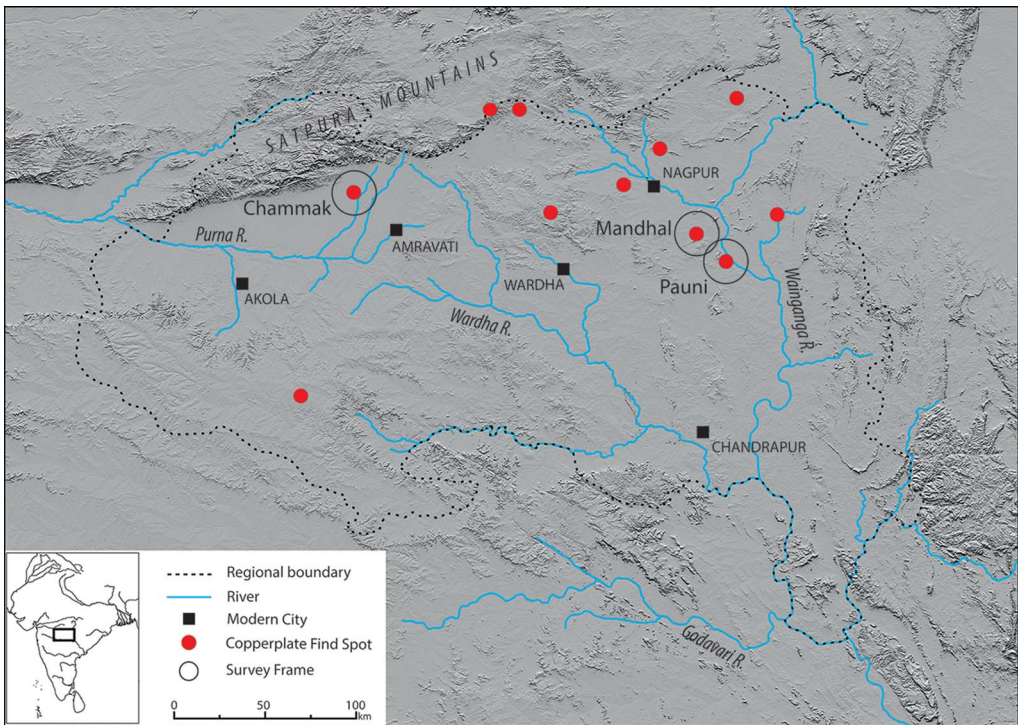 SATPURA MOUNTAINS
NAGPUR
Chammak
Mandhal
Purna R.
AMRAVATI
WARDHA
Pauni
AKOLA
Wainganga R.
Wardha R.
CHANDRAPUR
Regional boundary
River
Modern City
Copperplate Find Spot
Survey Frame
Godavari R.
0 50 100
km